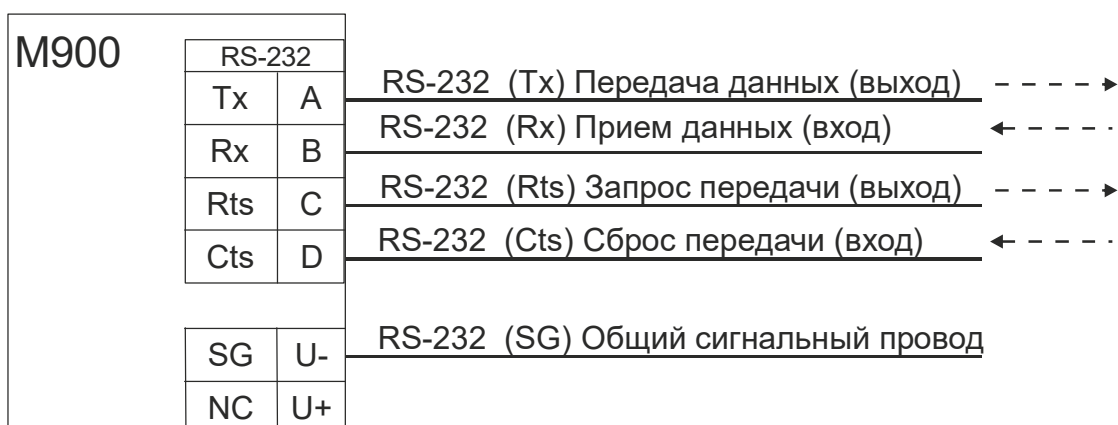 M900
RS-232
Tx A RS-232 (Tx) Передача данных (выход)
Rx B RS-232 (Rx) Прием данных (вход)
Rts C RS-232 (Rts) Запрос передачи (выход)
Cts D RS-232 (Cts) Сброс передачи (вход)
SG U- RS-232 (SG) Общий сигнальный провод
NC U+